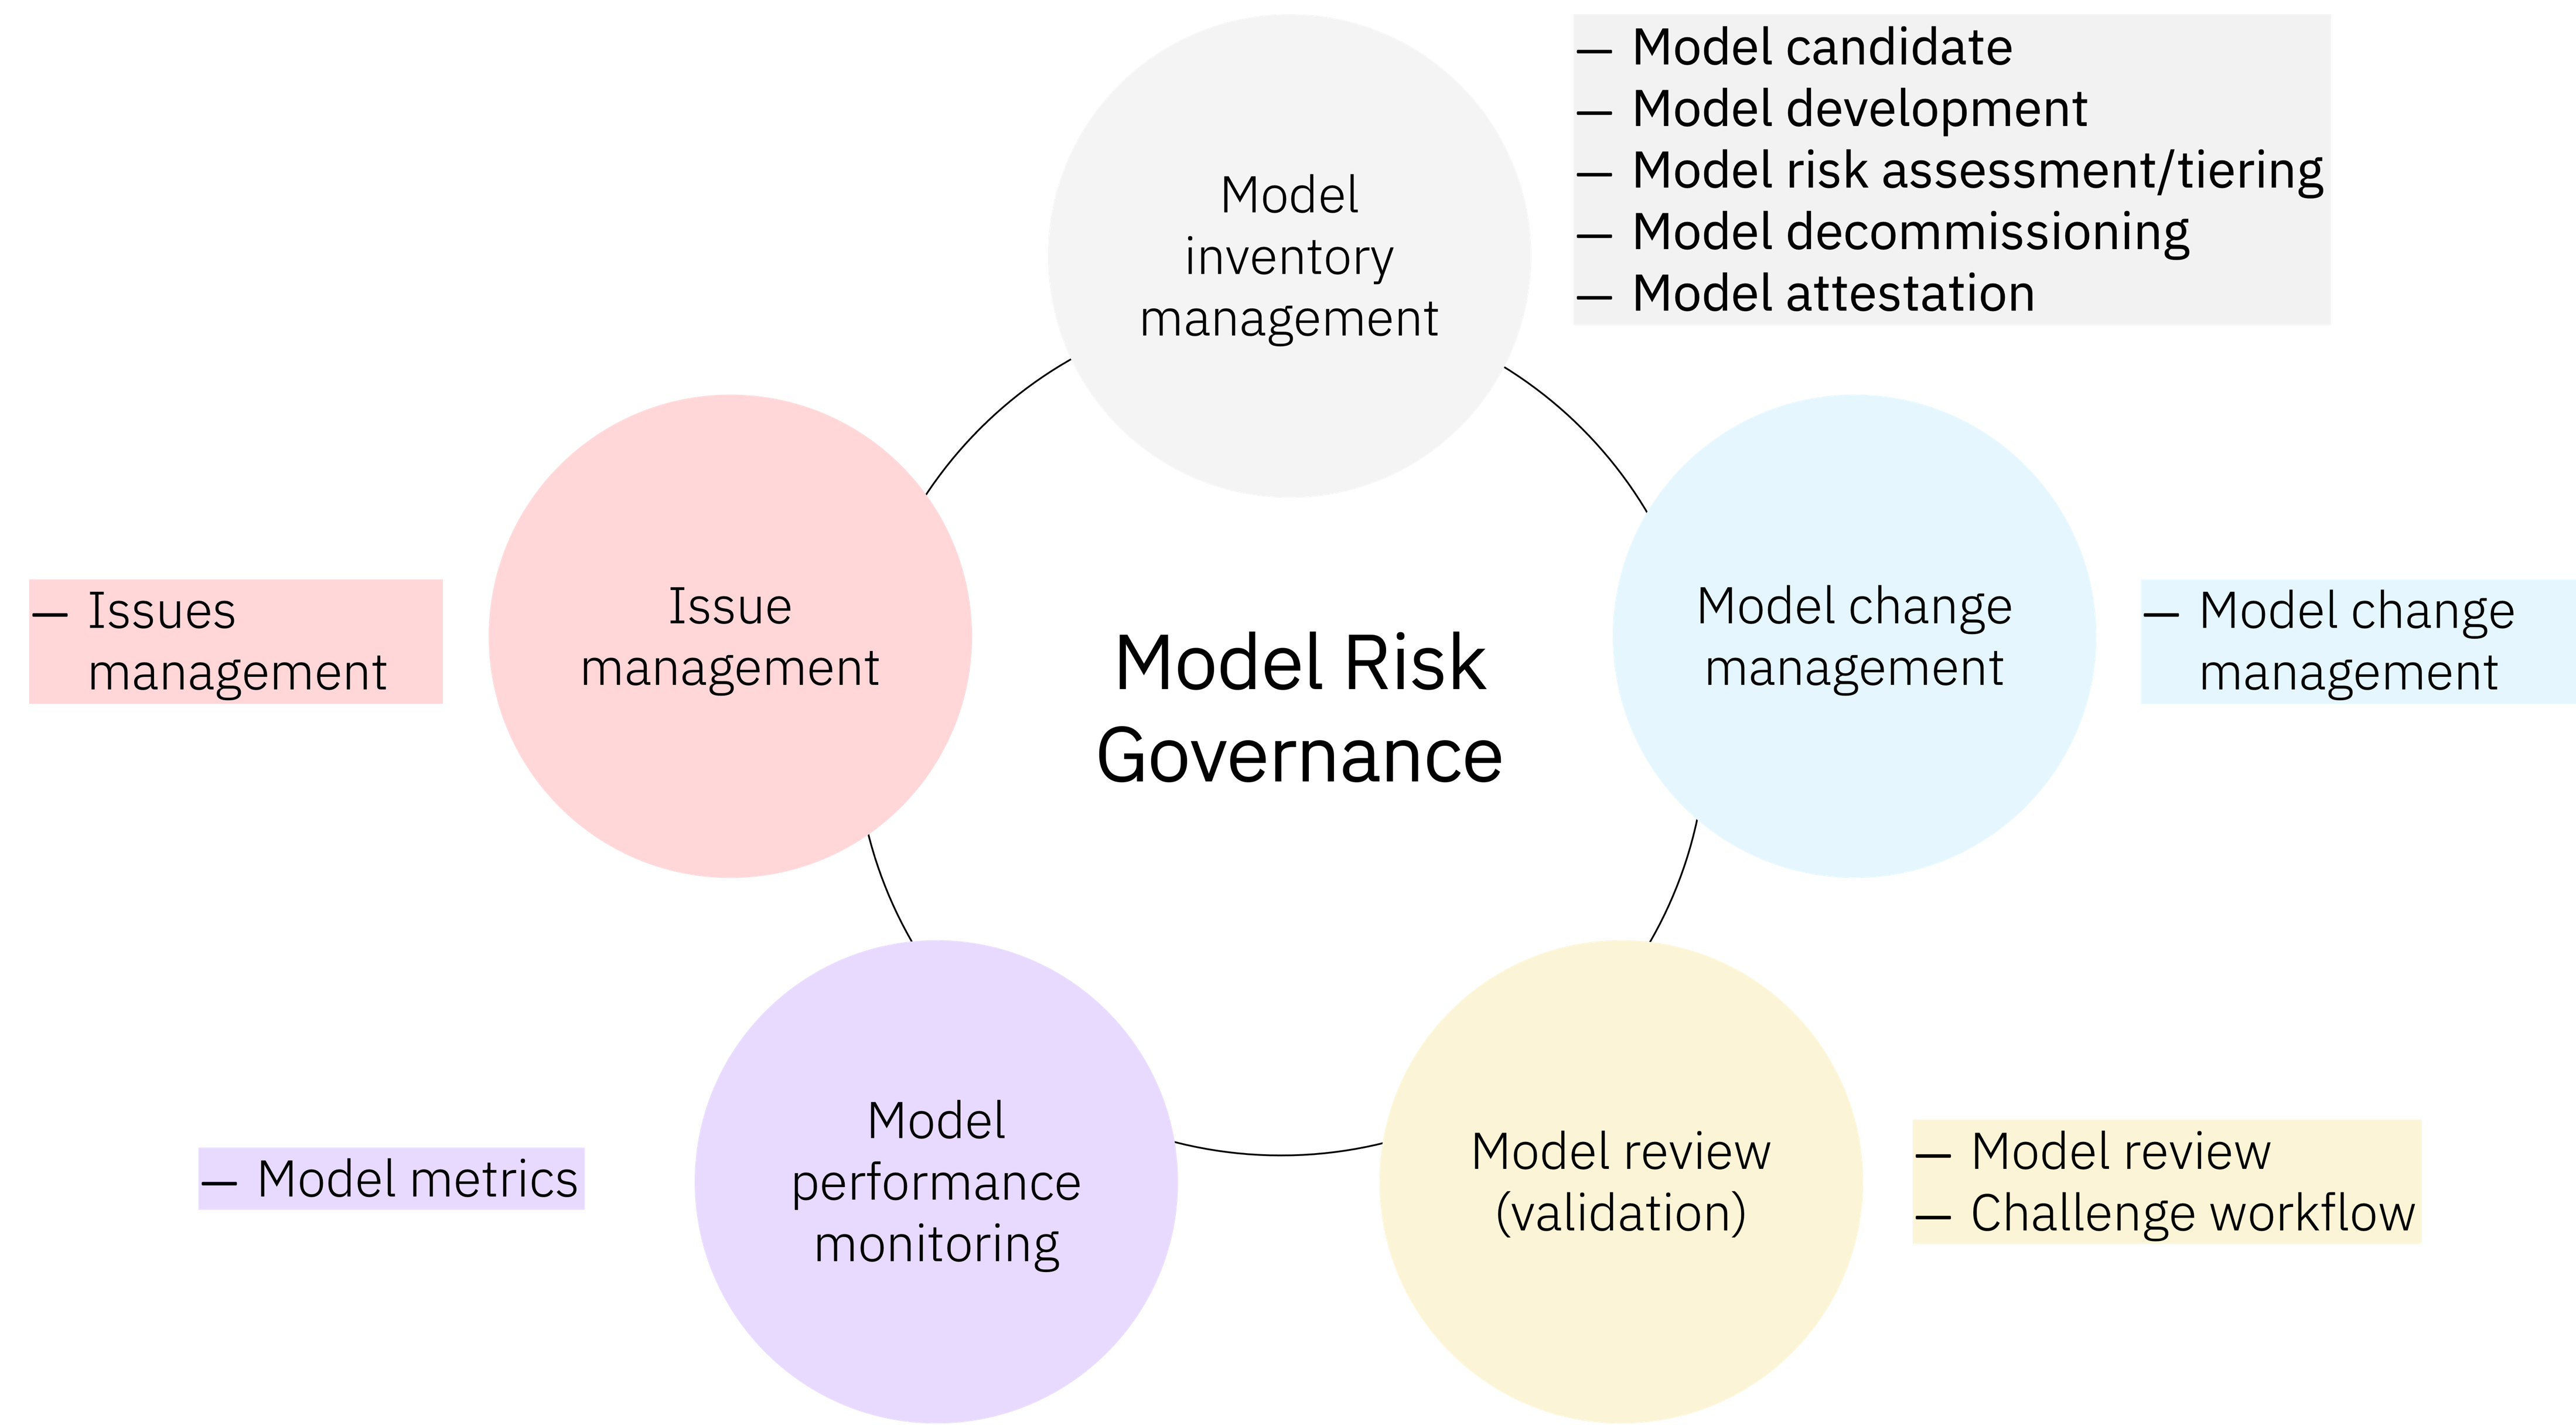 Model
inventory
management
— Model candidate
— Model development
— Model risk assessment/tiering
— Model decommissioning
— Model attestation
— Issues
management
Issue
management
Model Risk
Governance
Model change
management
— Model change
management
— Model metrics
Model
performance
monitoring
Model review
(validation)
— Model review
— Challenge workflow